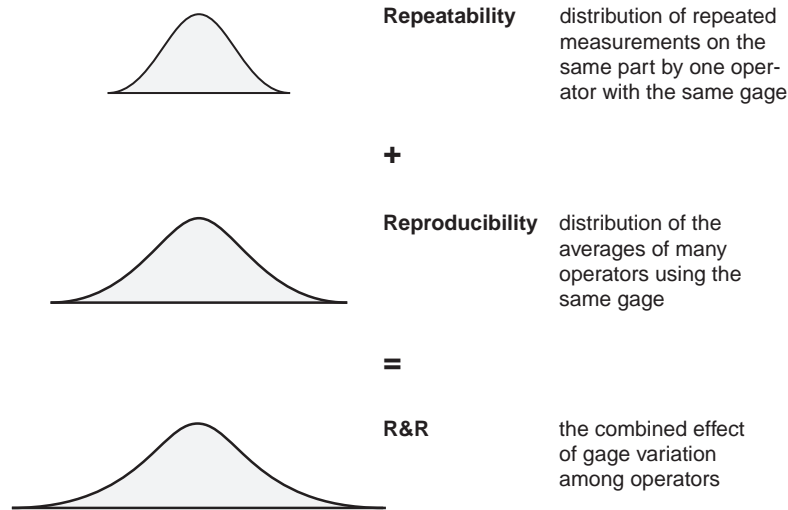 Repeatability distribution of repeated
measurements on the
same part by one oper-
ator with the same gage
+
Reproducibility distribution of the
averages of many
operators using the
same gage
=
R&R the combined effect
of gage variation
among operators